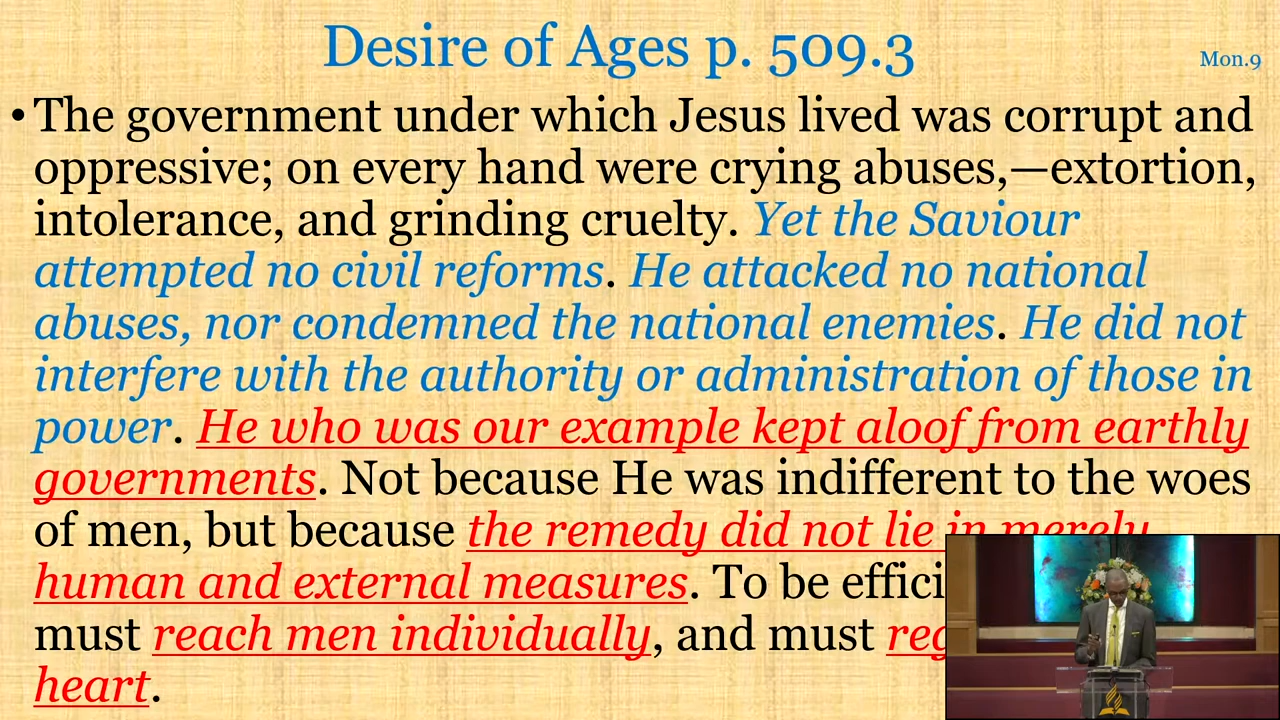 Desire of Ages p. 509.3
Mon.9
• The government under which Jesus lived was corrupt and
oppressive; on every hand were crying abuses,—extortion,
intolerance, and grinding cruelty. Yet the Saviour
attempted no civil reforms. He attacked no national
abuses, nor condemned the national enemies. He did not
interfere with the authority or administration of those in
power. He who was our example kept aloof from earthly
governments. Not because He was indifferent to the woes
of men, but because the remedy did not lie in merely
human and external measures. To be
must reach men individually, and must
heart.